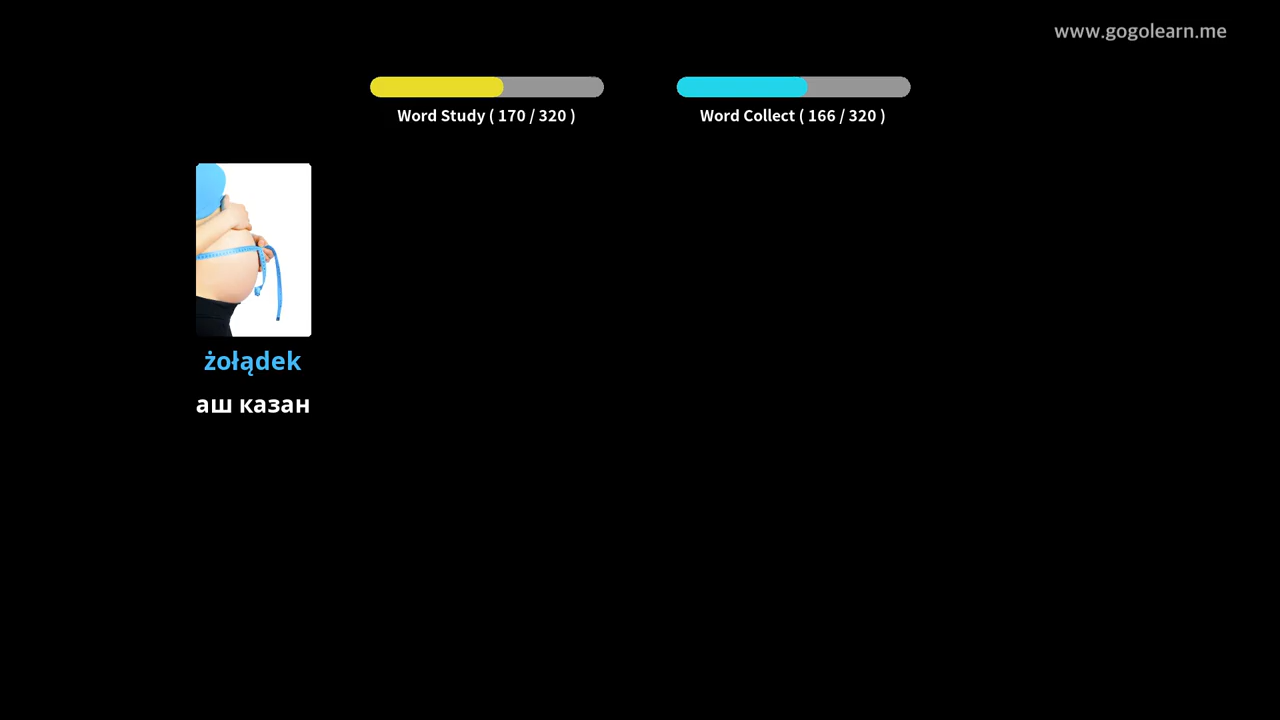 www.gogolearn.me
Word Study ( 170 / 320 )
Word Collect ( 166 / 320 )
żołądek
аш казан